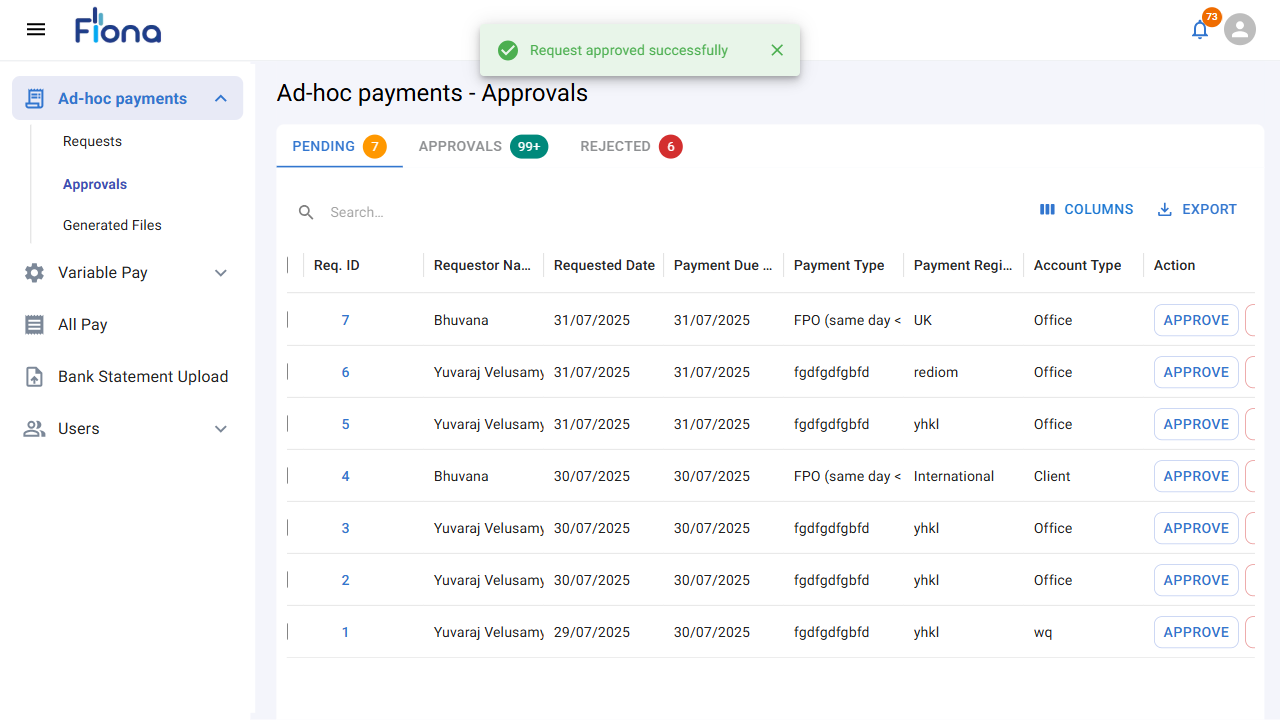 Fiona
Request approved successfully
73
Ad-hoc payments
Requests
Approvals
Generated Files
Variable Pay
All Pay
Bank Statement Upload
Users
Ad-hoc payments - Approvals
PENDING 7 APPROVALS 99+ REJECTED 6
Search...
COLUMNS EXPORT
Req. ID Requestor Na... Requested Date Payment Due ... Payment Type Payment Regi... Account Type Action
7 Bhuvana 31/07/2025 31/07/2025 FPO (same day < UK Office APPROVE
6 Yuvaraj Velusamy 31/07/2025 31/07/2025 fgdfgdfgbfd rediom Office APPROVE
5 Yuvaraj Velusamy 31/07/2025 31/07/2025 fgdfgdfgbfd yhkl Office APPROVE
4 Bhuvana 30/07/2025 30/07/2025 FPO (same day < International Client APPROVE
3 Yuvaraj Velusamy 30/07/2025 30/07/2025 fgdfgdfgbfd yhkl Office APPROVE
2 Yuvaraj Velusamy 30/07/2025 30/07/2025 fgdfgdfgbfd yhkl Office APPROVE
1 Yuvaraj Velusamy 29/07/2025 30/07/2025 fgdfgdfgbfd yhkl wq APPROVE